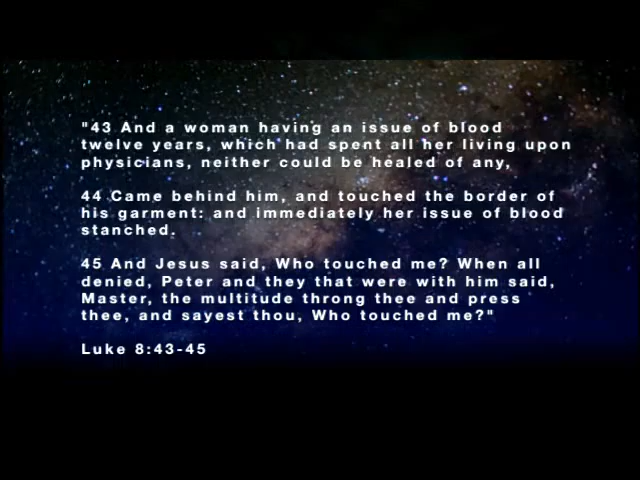 "43 And a woman having an issue of blood
twelve years, which had spent all her living upon
physicians, neither could be healed of any,
44 Came behind him, and touched the border of
his garment: and immediately her issue of blood
stanched.
45 And Jesus said, Who touched me? When all
denied, Peter and they that were with him said,
Master, the multitude throng thee and press
thee, and sayest thou, Who touched me?"
Luke 8:43-45